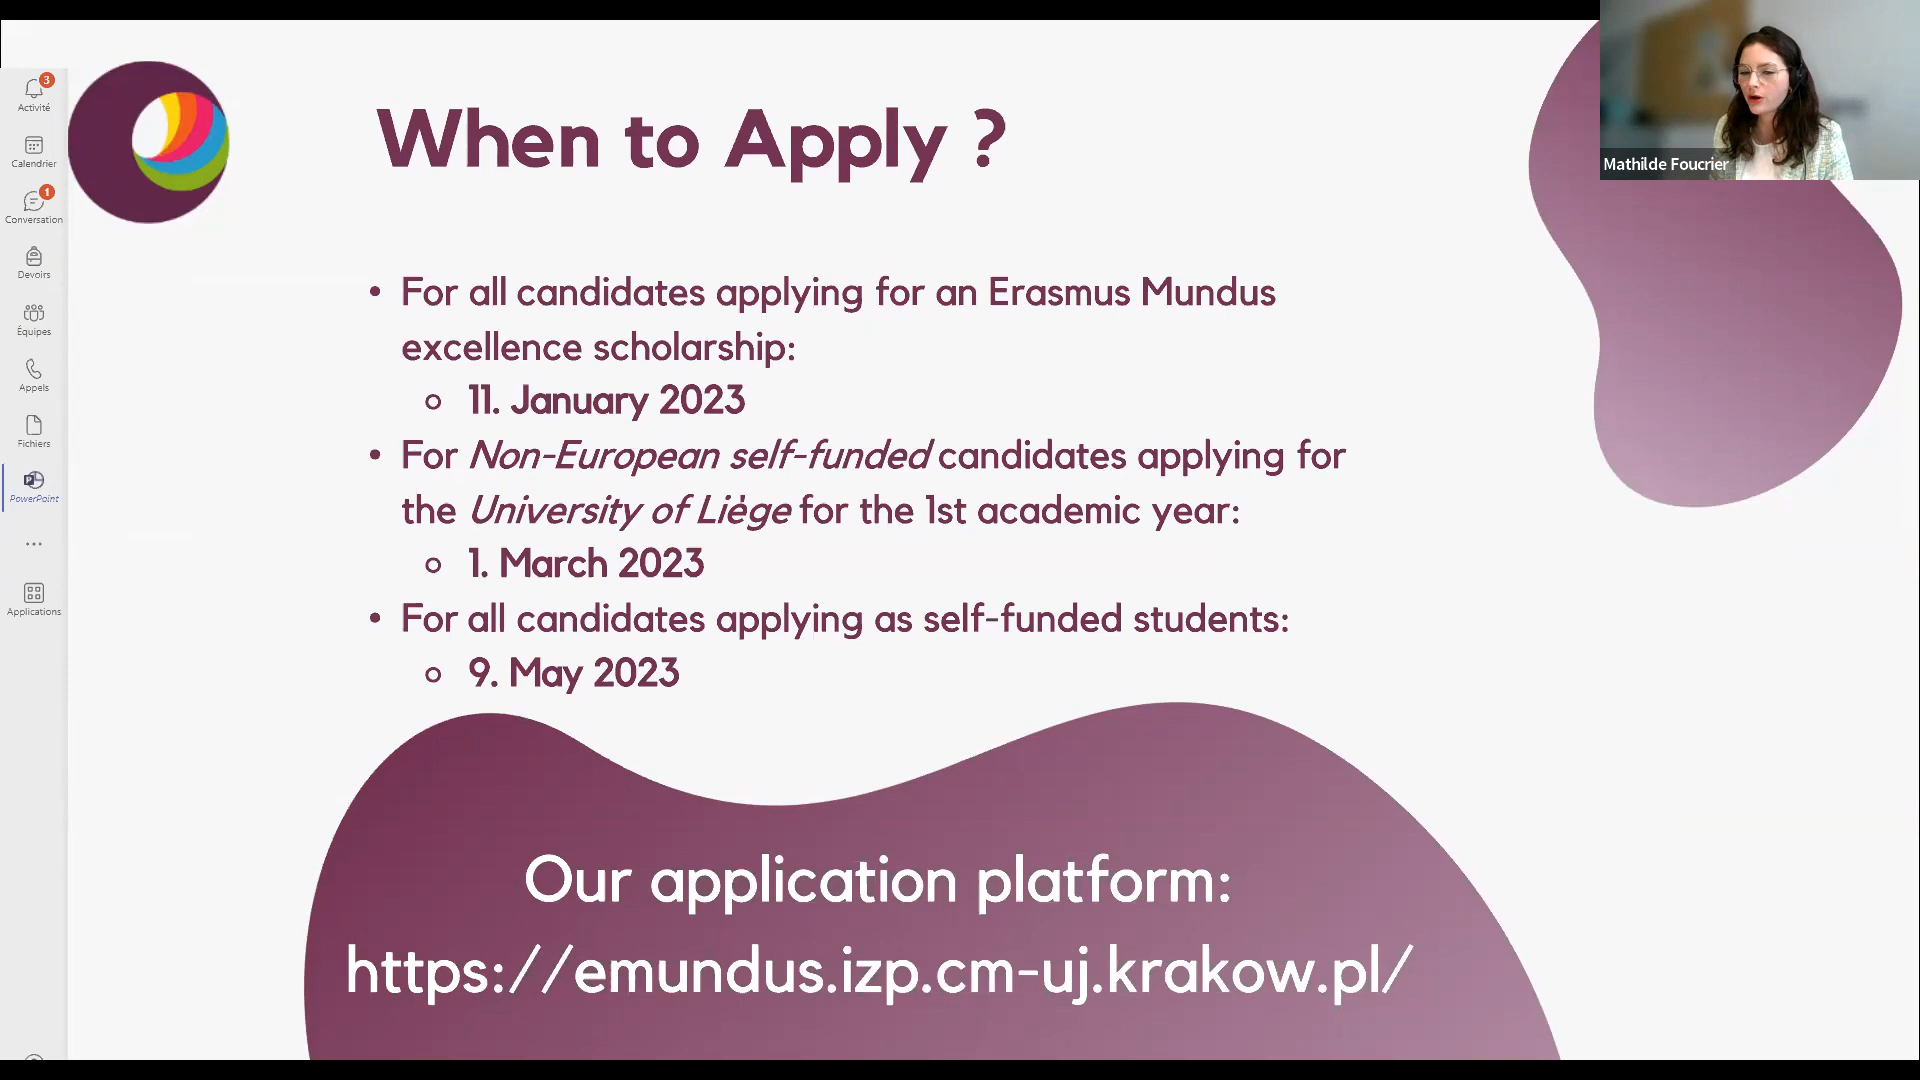 When to Apply ?
Mathilde Foucrier
3
Activité
Calendrier
1
Conversation
Devoirs
Équipes
Appels
Fichiers
PowerPoint
Applications
• For all candidates applying for an Erasmus Mundus
excellence scholarship:
11. January 2023
• For Non-European self-funded candidates applying for
the University of Liège for the 1st academic year:
1. March 2023
• For all candidates applying as self-funded students:
9. May 2023
Our application platform:
https://emundus.izp.cm-uj.krakow.pl/